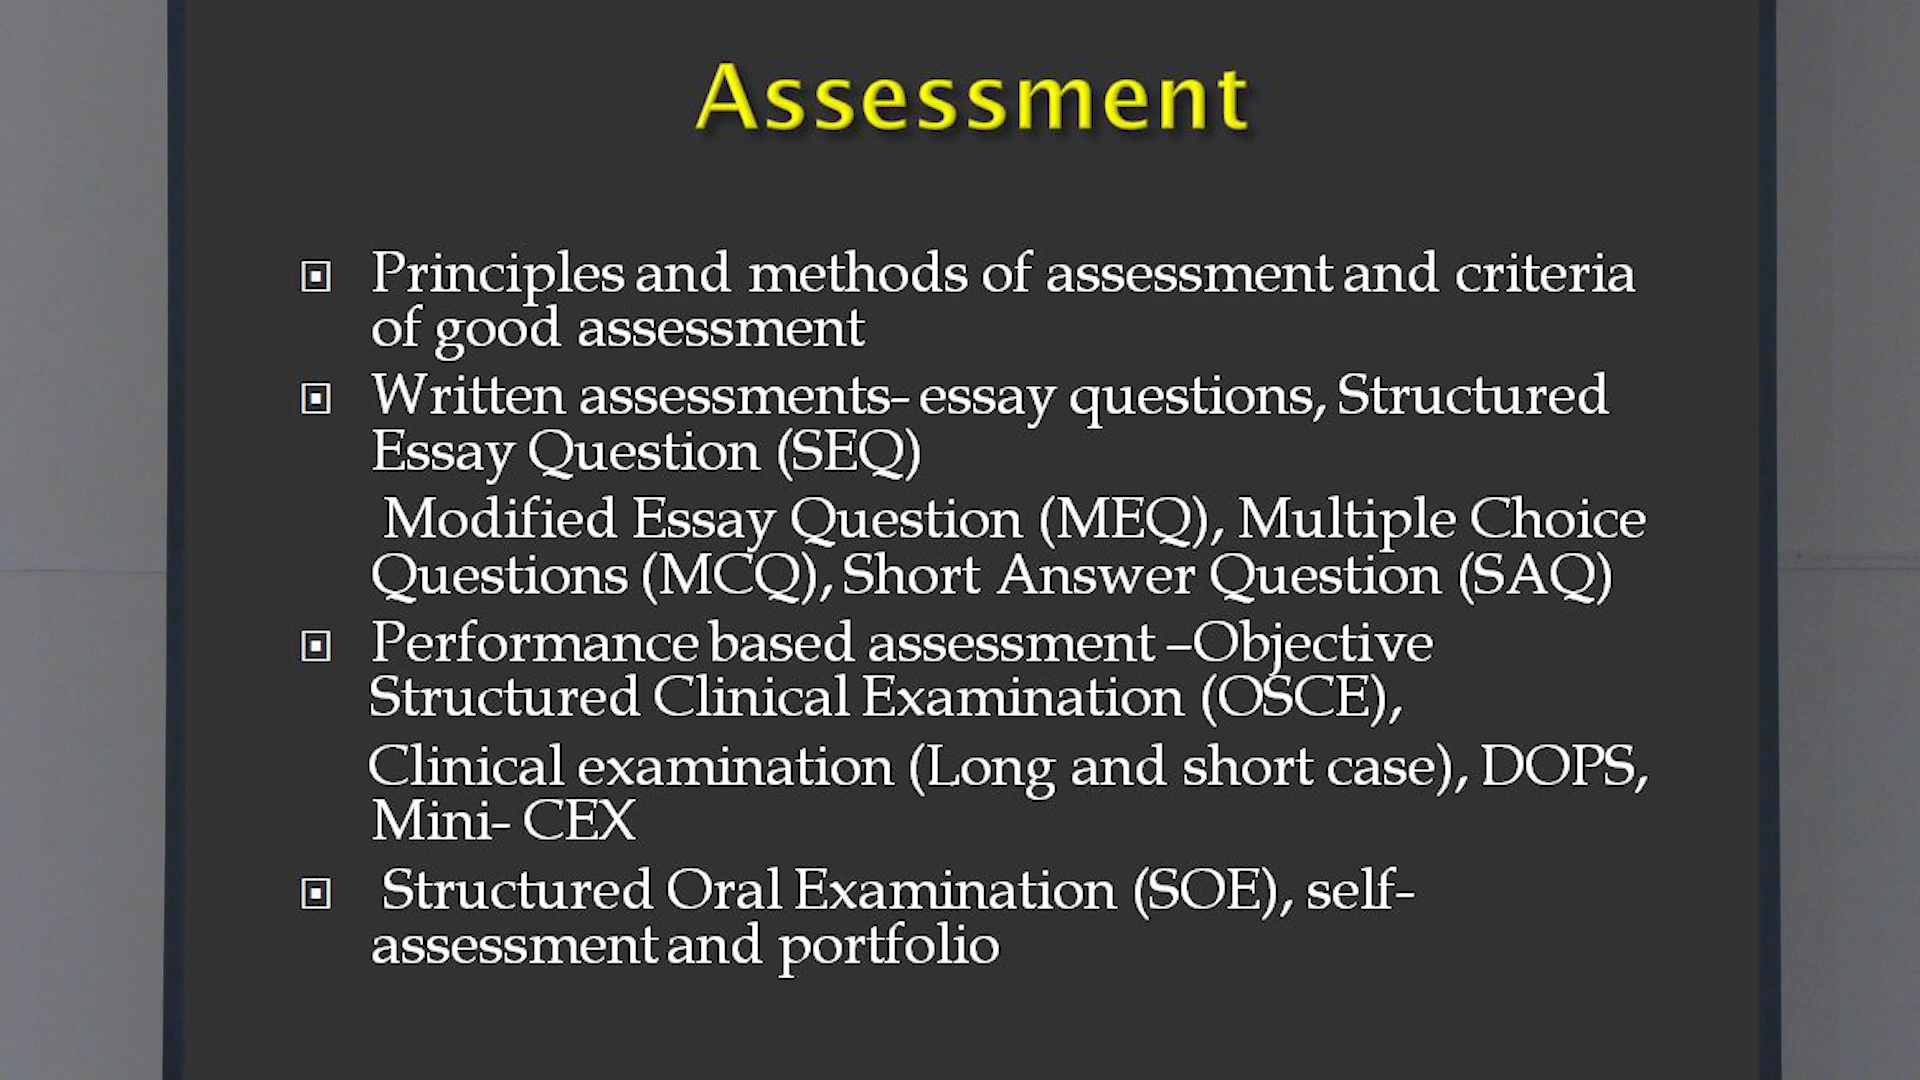 Assessment
Principles and methods of assessment and criteria
of good assessment
Written assessments- essay questions, Structured
Essay Question (SEQ)
Modified Essay Question (MEQ), Multiple Choice
Questions (MCQ), Short Answer Question (SAQ)
Performance based assessment –Objective
Structured Clinical Examination (OSCE),
Clinical examination (Long and short case), DOPS,
Mini- CEX
Structured Oral Examination (SOE), self-
assessment and portfolio